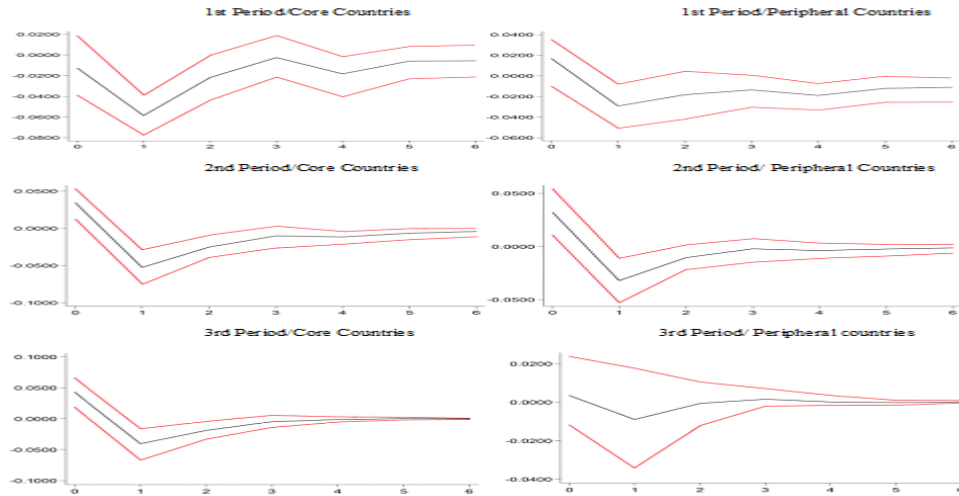 1st Period/Core Countries
0.0200
0.0000
-0.0200
-0.0400
-0.0600
-0.0800
0 1 2 3 4 5 6
1st Period/Peripheral Countries
0.0400
0.0200
0.0000
-0.0200
-0.0400
-0.0600
0 1 2 3 4 5 6
2nd Period/Core Countries
0.0500
0.0000
-0.0500
-0.1000
0 1 2 3 4 5 6
2nd Period/ Peripheral Countries
0.0500
0.0000
-0.0500
0 1 2 3 4 5 6
3rd Period/Core Countries
0.1000
0.0500
0.0000
-0.0500
-0.1000
0 1 2 3 4 5 6
3rd Period/ Peripheral countries
0.0200
0.0000
-0.0200
-0.0400
0 1 2 3 4 5 6